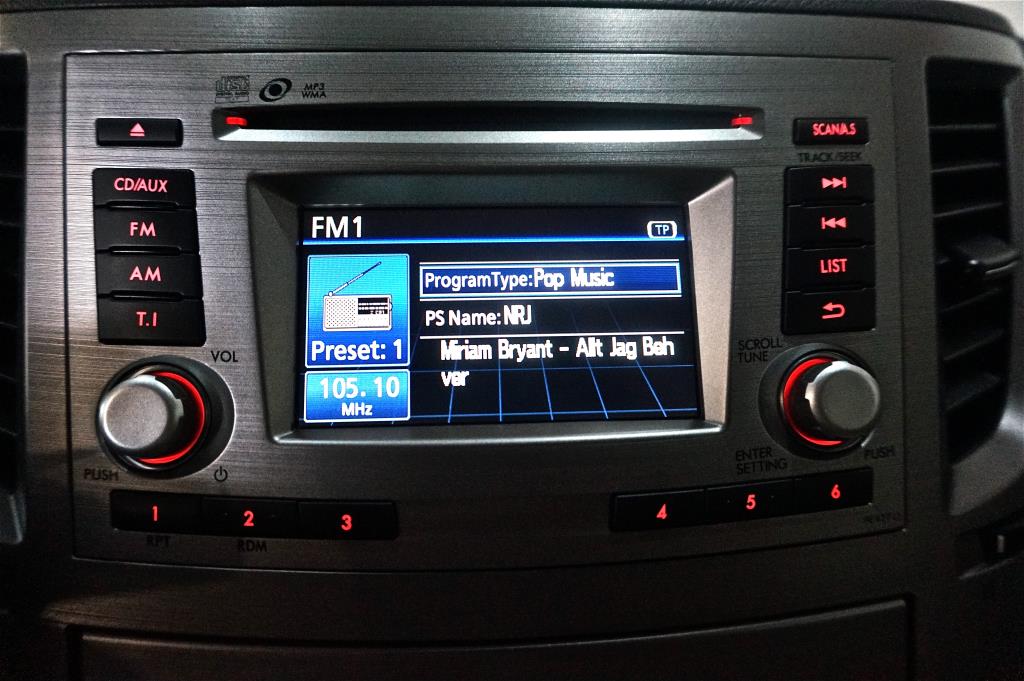 MP3
WMA
SCAN/A.S
TRACK/SEEK
CD/AUX
FM
AM
T.I
LIST
FM1
TP
ProgramType:Pop Music
PS Name:NRJ
Miriam Bryant - Allt Jag Beh
ver
Preset: 1
105.10
MHz
VOL
PUSH
SCROLL
TUNE
ENTER
SETTING
PUSH
1
2
3
4
5
6
RPT
RDM